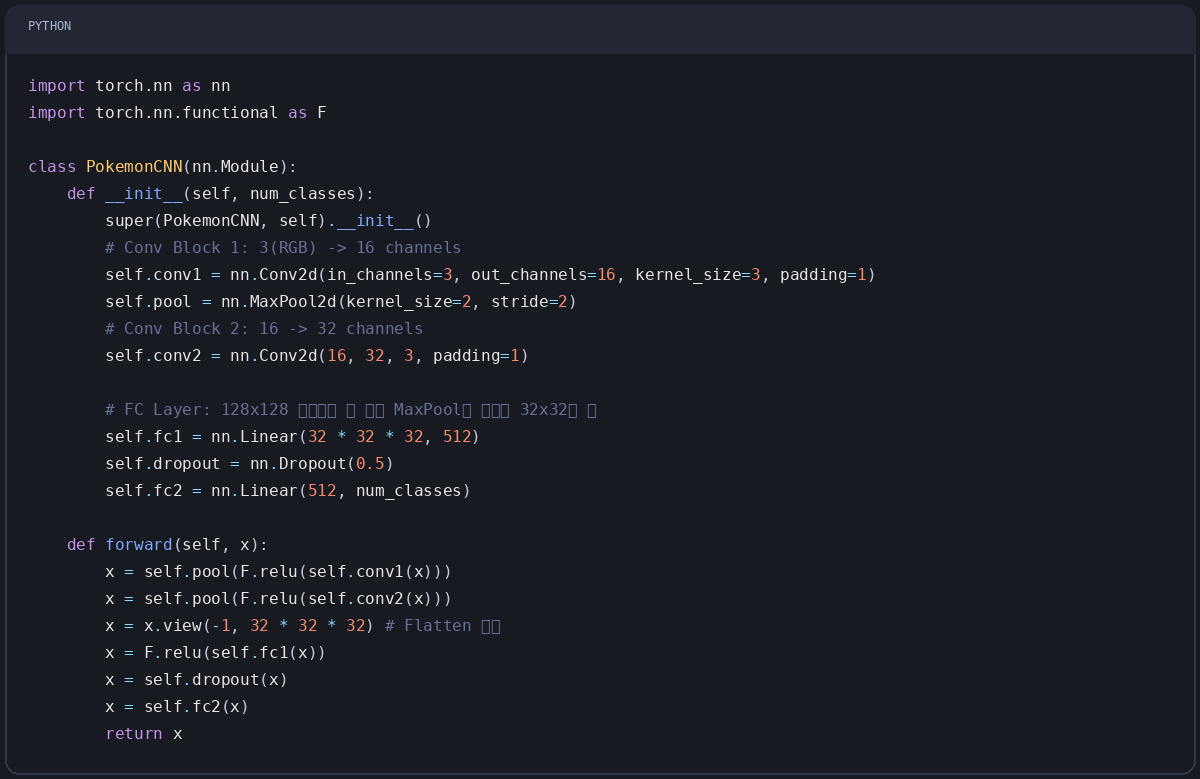 PYTHON
import torch.nn as nn
import torch.nn.functional as F
class PokemonCNN(nn.Module):
def __init__(self, num_classes):
super(PokemonCNN, self).__init__()
# Conv Block 1: 3(RGB) -> 16 channels
self.conv1 = nn.Conv2d(in_channels=3, out_channels=16, kernel_size=3, padding=1)
self.pool = nn.MaxPool2d(kernel_size=2, stride=2)
# Conv Block 2: 16 -> 32 channels
self.conv2 = nn.Conv2d(16, 32, 3, padding=1)
# FC Layer: 128x128 MaxPool 32x32
self.fc1 = nn.Linear(32 * 32 * 32, 512)
self.dropout = nn.Dropout(0.5)
self.fc2 = nn.Linear(512, num_classes)
def forward(self, x):
x = self.pool(F.relu(self.conv1(x)))
x = self.pool(F.relu(self.conv2(x)))
x = x.view(-1, 32 * 32 * 32) # Flatten
x = F.relu(self.fc1(x))
x = self.dropout(x)
x = self.fc2(x)
return x